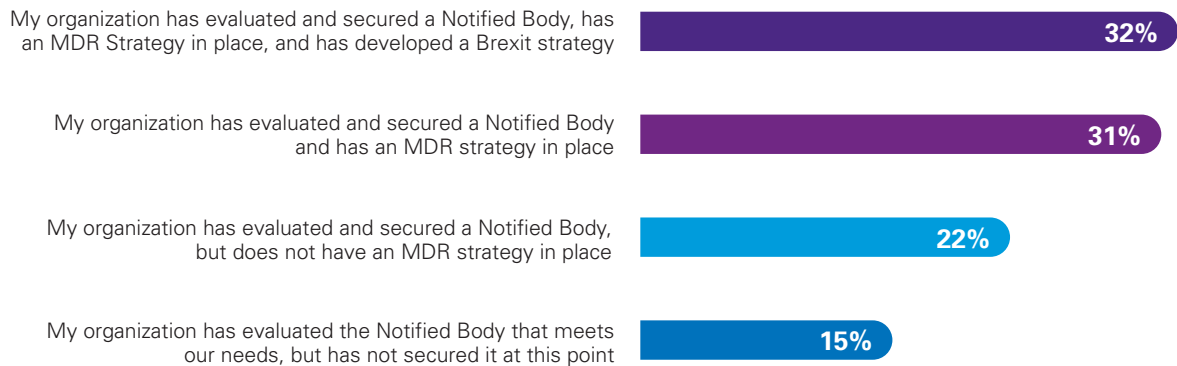 My organization has evaluated and secured a Notified Body, has
an MDR Strategy in place, and has developed a Brexit strategy
32%
My organization has evaluated and secured a Notified Body
and has an MDR strategy in place
31%
My organization has evaluated and secured a Notified Body,
but does not have an MDR strategy in place
22%
My organization has evaluated the Notified Body that meets
our needs, but has not secured it at this point
15%